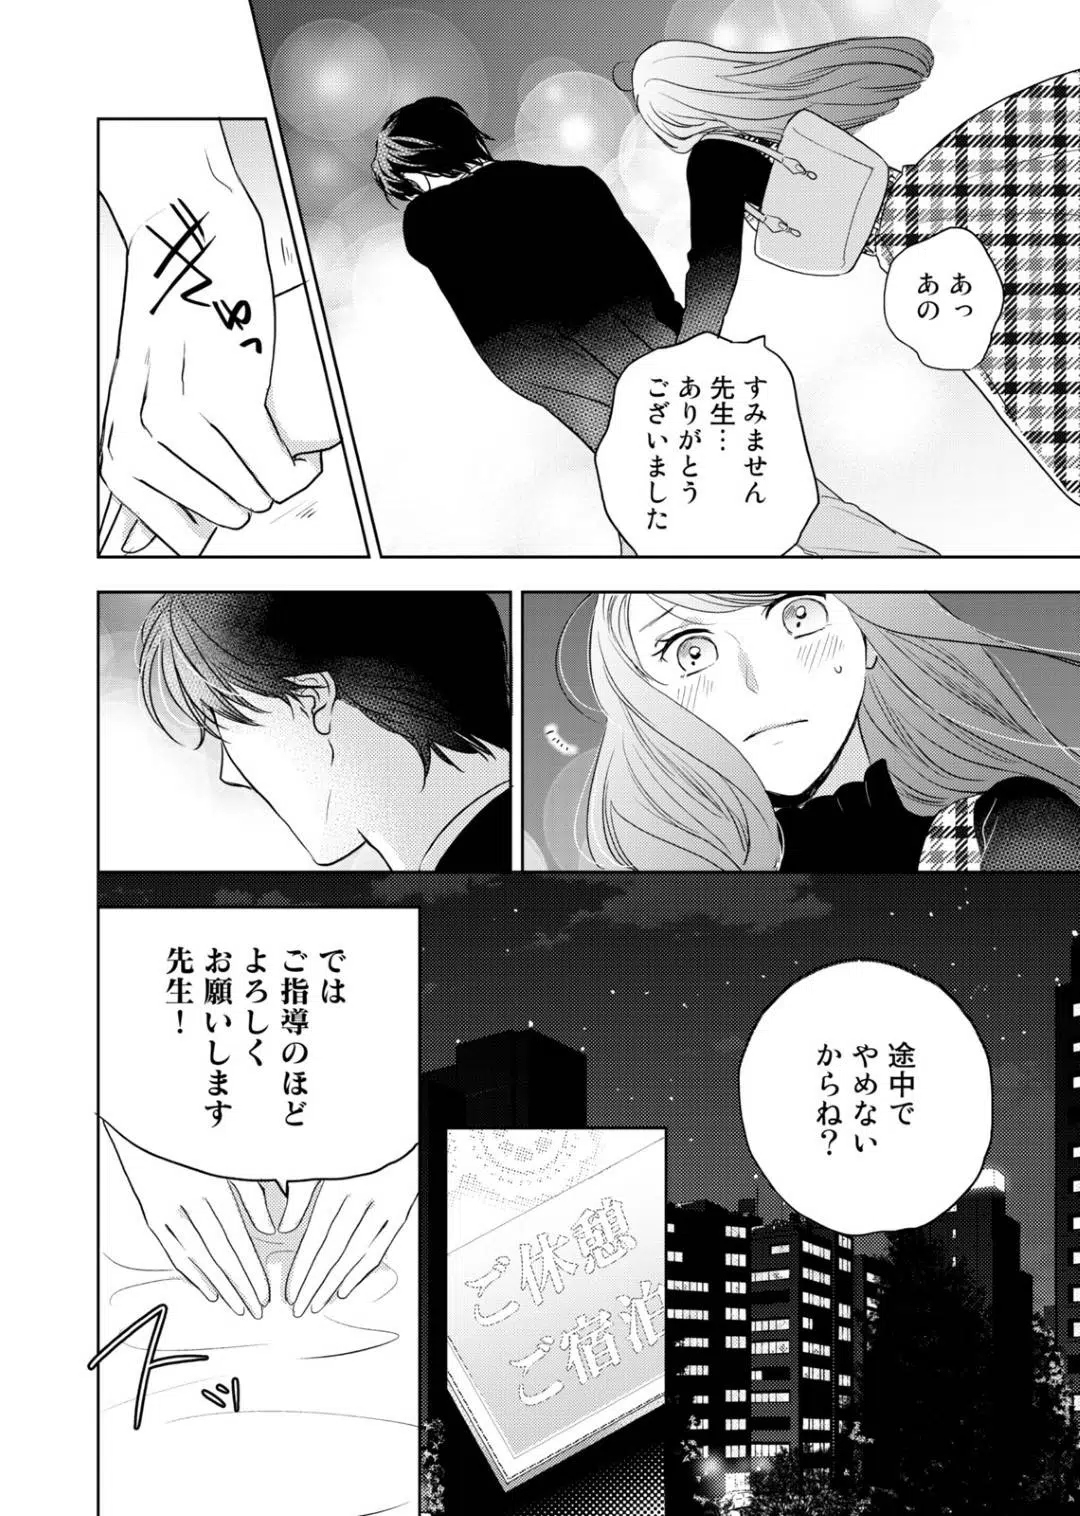 あっ
あの
すみません
先生…
ありがとう
ございました
ぎゅっ
途中で
やめない
からね？
ご休憩
ご宿泊
では
ご指導のほど
よろしく
お願いします
先生！